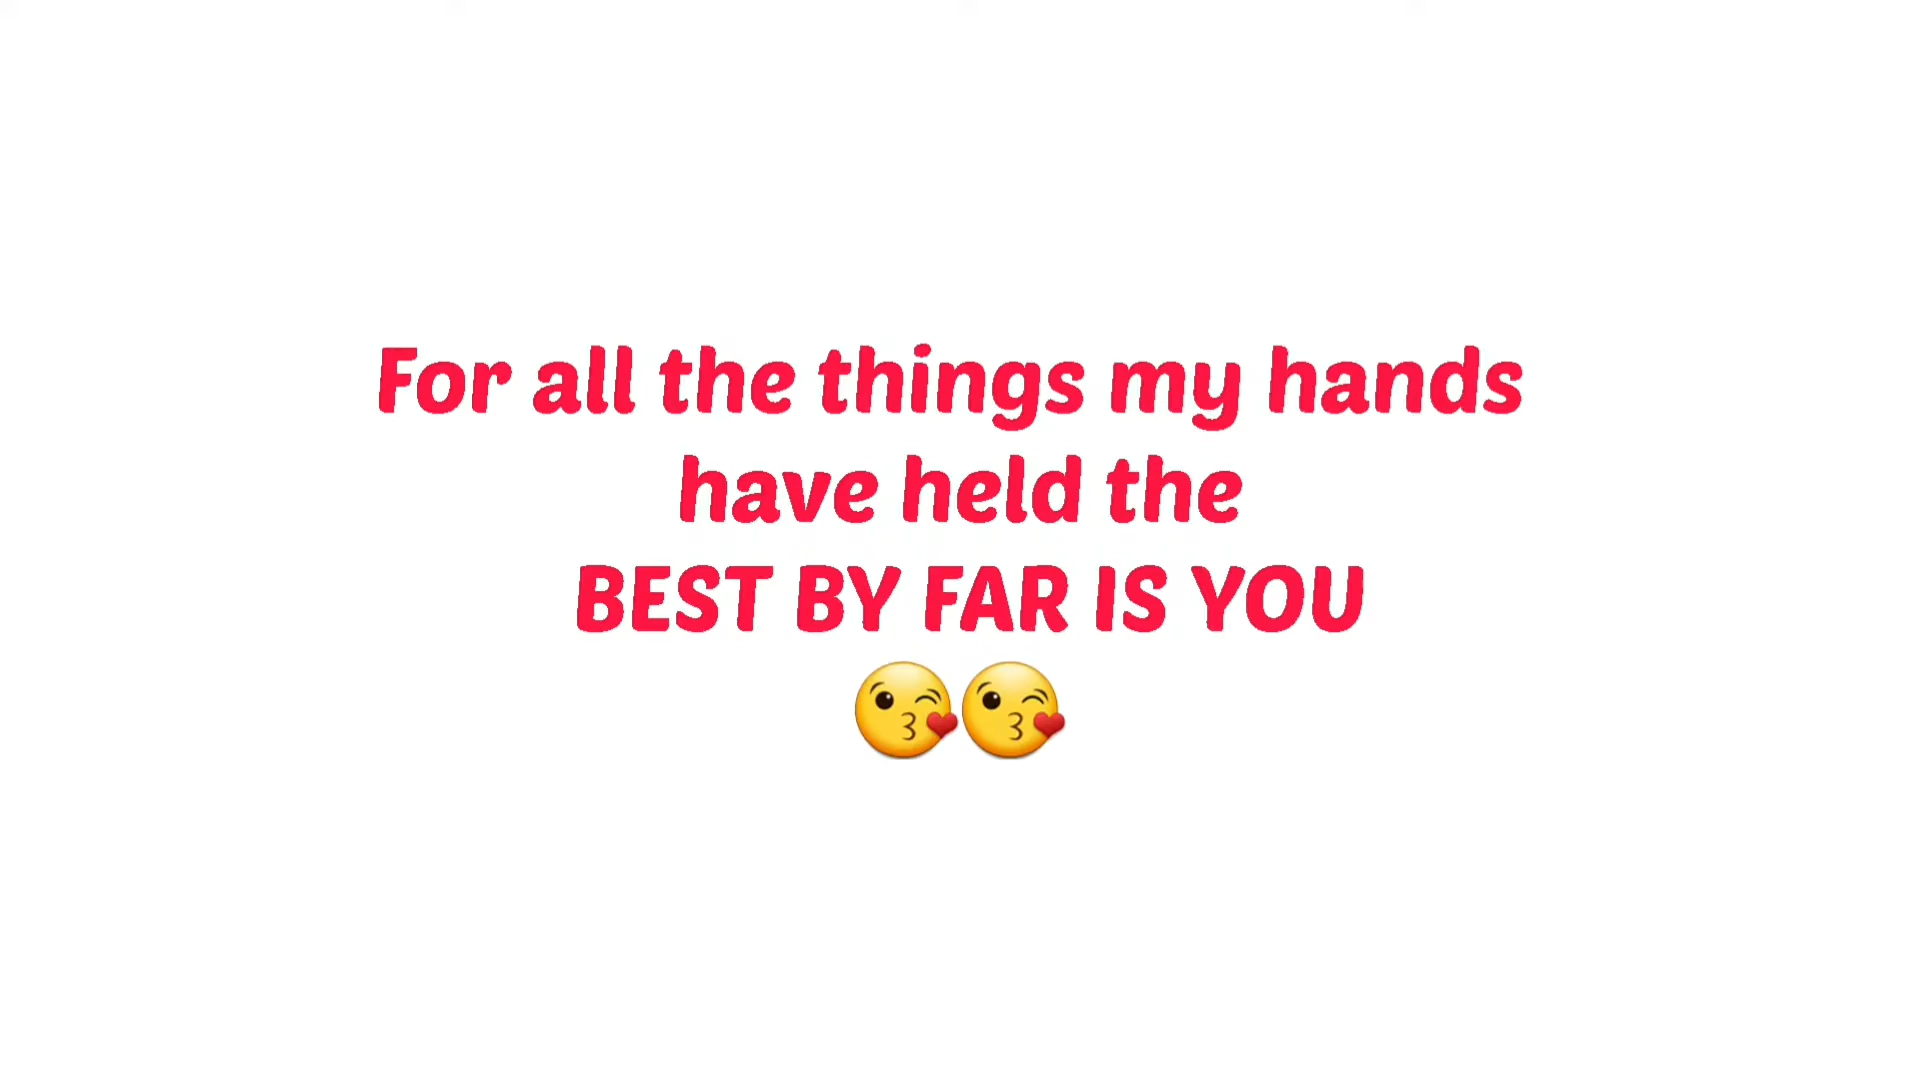 For all the things my hands
have held the
BEST BY FAR IS YOU
😘😘